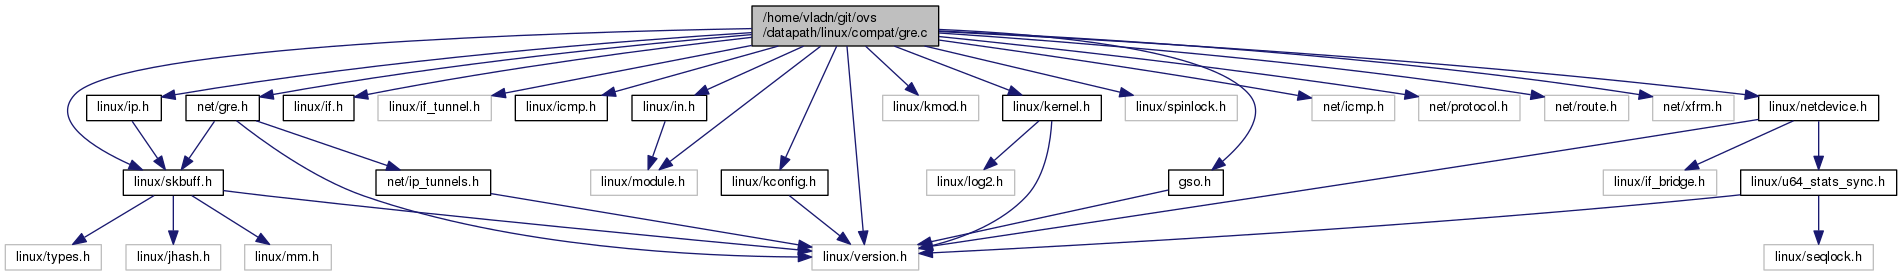 /home/vladn/git/ovs
/datapath/linux/compat/gre.c
linux/ip.h
net/gre.h
linux/if.h
linux/if_tunnel.h
linux/icmp.h
linux/in.h
linux/kmod.h
linux/kernel.h
linux/spinlock.h
net/icmp.h
net/protocol.h
net/route.h
net/xfrm.h
linux/netdevice.h
linux/skbuff.h
net/ip_tunnels.h
linux/module.h
linux/kconfig.h
linux/log2.h
gso.h
linux/if_bridge.h
linux/u64_stats_sync.h
linux/types.h
linux/jhash.h
linux/mm.h
linux/version.h
linux/seqlock.h